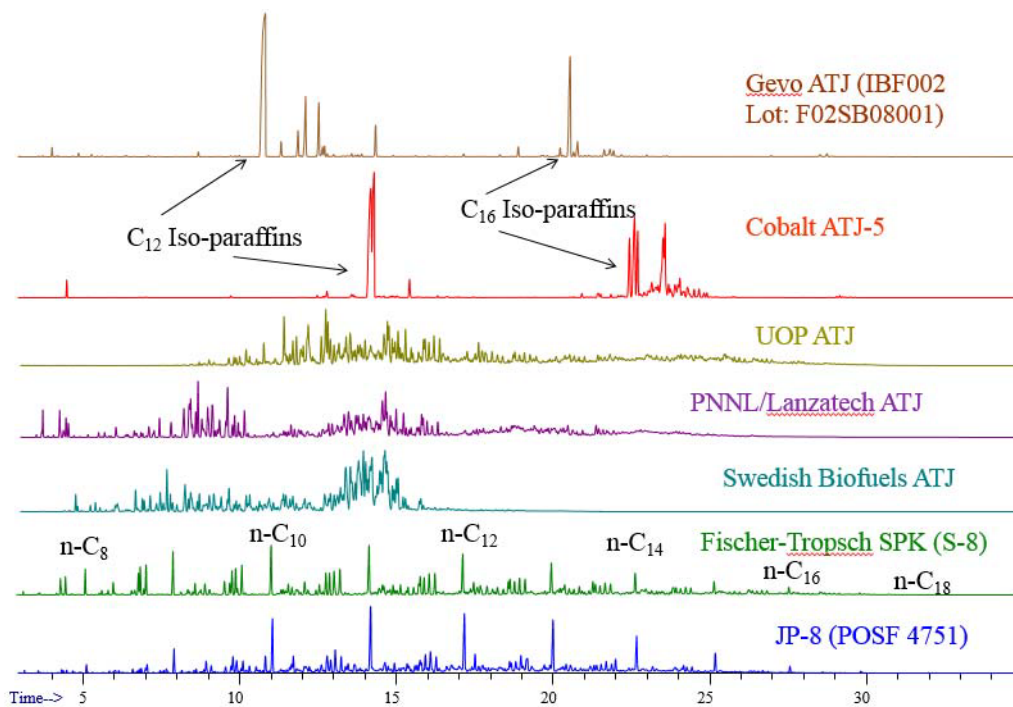 Gevo ATJ (IBF002
Lot: F02SB08001)
C12 Iso-paraffins
C16 Iso-paraffins
Cobalt ATJ-5
UOP ATJ
PNNL/Lanzatech ATJ
Swedish Biofuels ATJ
n-C8
n-C10
n-C12
n-C14
Fischer-Tropsch SPK (S-8)
n-C16
n-C18
JP-8 (POSF 4751)
Time--> 5 10 15 20 25 30